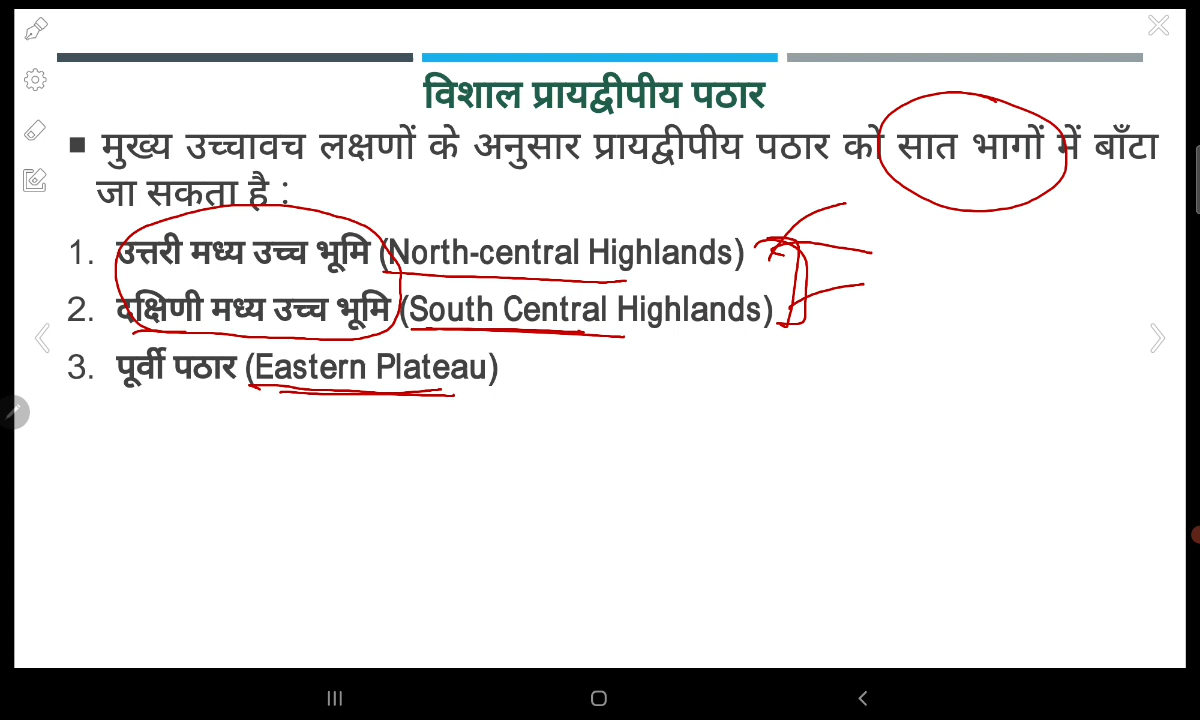 विशाल प्रायद्वीपीय पठार
▪ मुख्य उच्चावच लक्षणों के अनुसार प्रायद्वीपीय पठार को सात भागों में बाँटा
जा सकता है :
1. उत्तरी मध्य उच्च भूमि (North-central Highlands)
2. दक्षिणी मध्य उच्च भूमि (South Central Highlands)
3. पूर्वी पठार (Eastern Plateau)